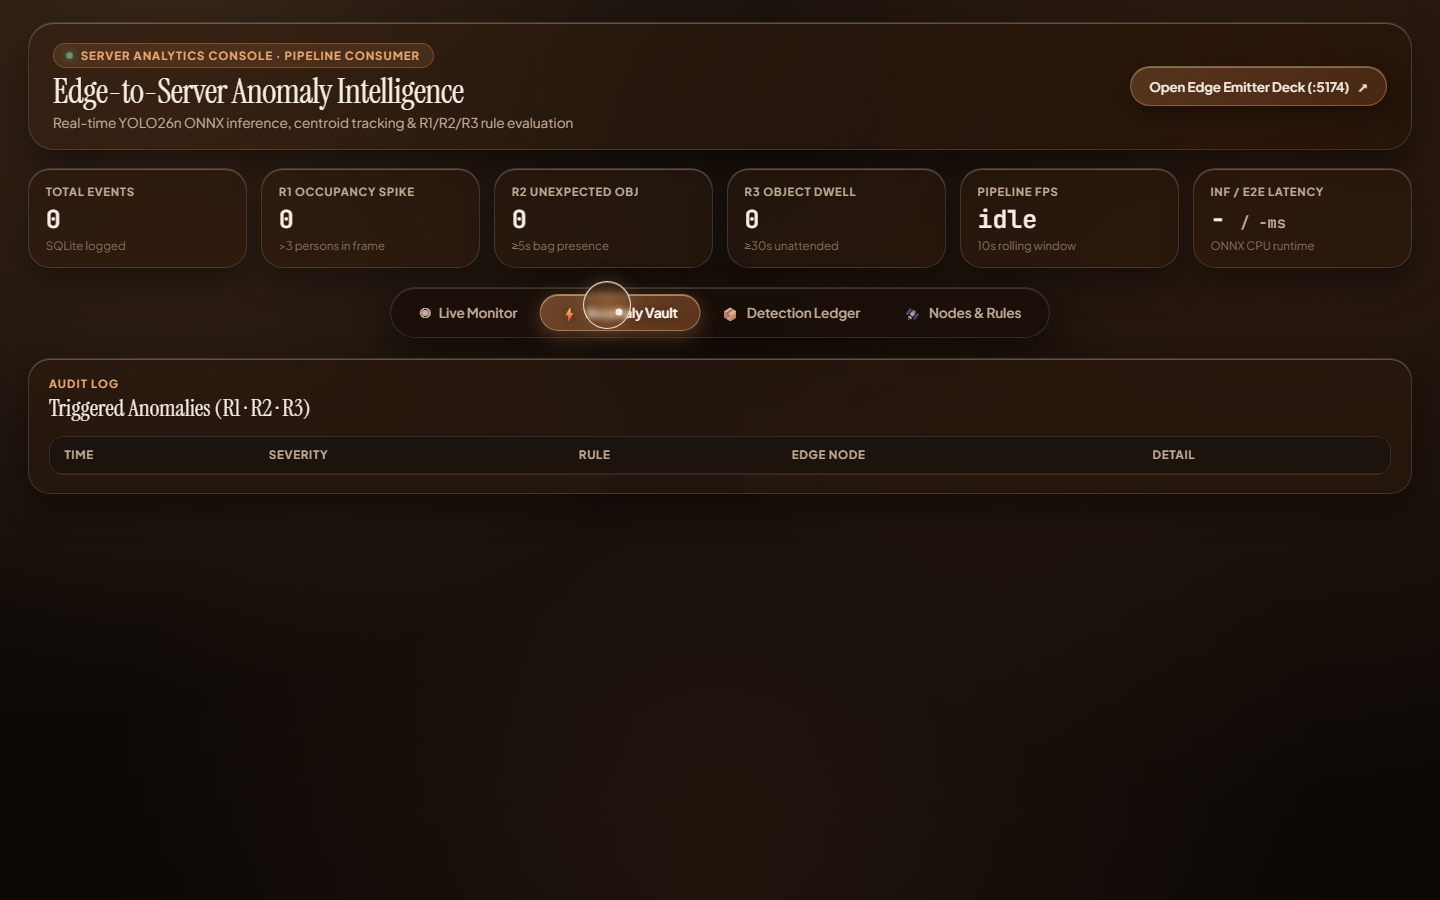 SERVER ANALYTICS CONSOLE · PIPELINE CONSUMER
Edge-to-Server Anomaly Intelligence
Real-time YOLO26n ONNX inference, centroid tracking & R1/R2/R3 rule evaluation
Open Edge Emitter Deck (:5174) ↗
TOTAL EVENTS
0
SQLite logged
R1 OCCUPANCY SPIKE
0
>3 persons in frame
R2 UNEXPECTED OBJ
0
≥5s bag presence
R3 OBJECT DWELL
0
≥30s unattended
PIPELINE FPS
idle
10s rolling window
INF / E2E LATENCY
- / -ms
ONNX CPU runtime
Live Monitor
Vault
Detection Ledger
Nodes & Rules
AUDIT LOG
Triggered Anomalies (R1 · R2 · R3)
TIME SEVERITY RULE EDGE NODE DETAIL